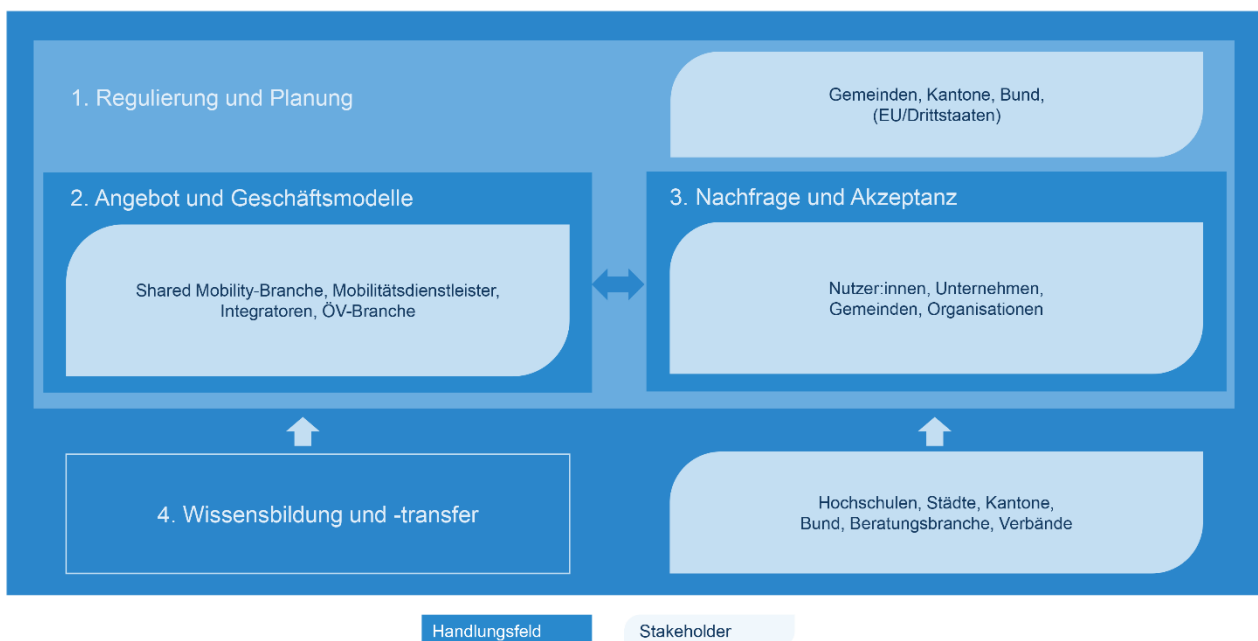 1. Regulierung und Planung
Gemeinden, Kantone, Bund,
(EU/Drittstaaten)
2. Angebot und Geschäftsmodelle
Shared Mobility-Branche, Mobilitätsdienstleister,
Integratoren, ÖV-Branche
3. Nachfrage und Akzeptanz
Nutzer:innen, Unternehmen,
Gemeinden, Organisationen
4. Wissensbildung und -transfer
Hochschulen, Städte, Kantone,
Bund, Beratungsbranche, Verbände
Handlungsfeld
Stakeholder